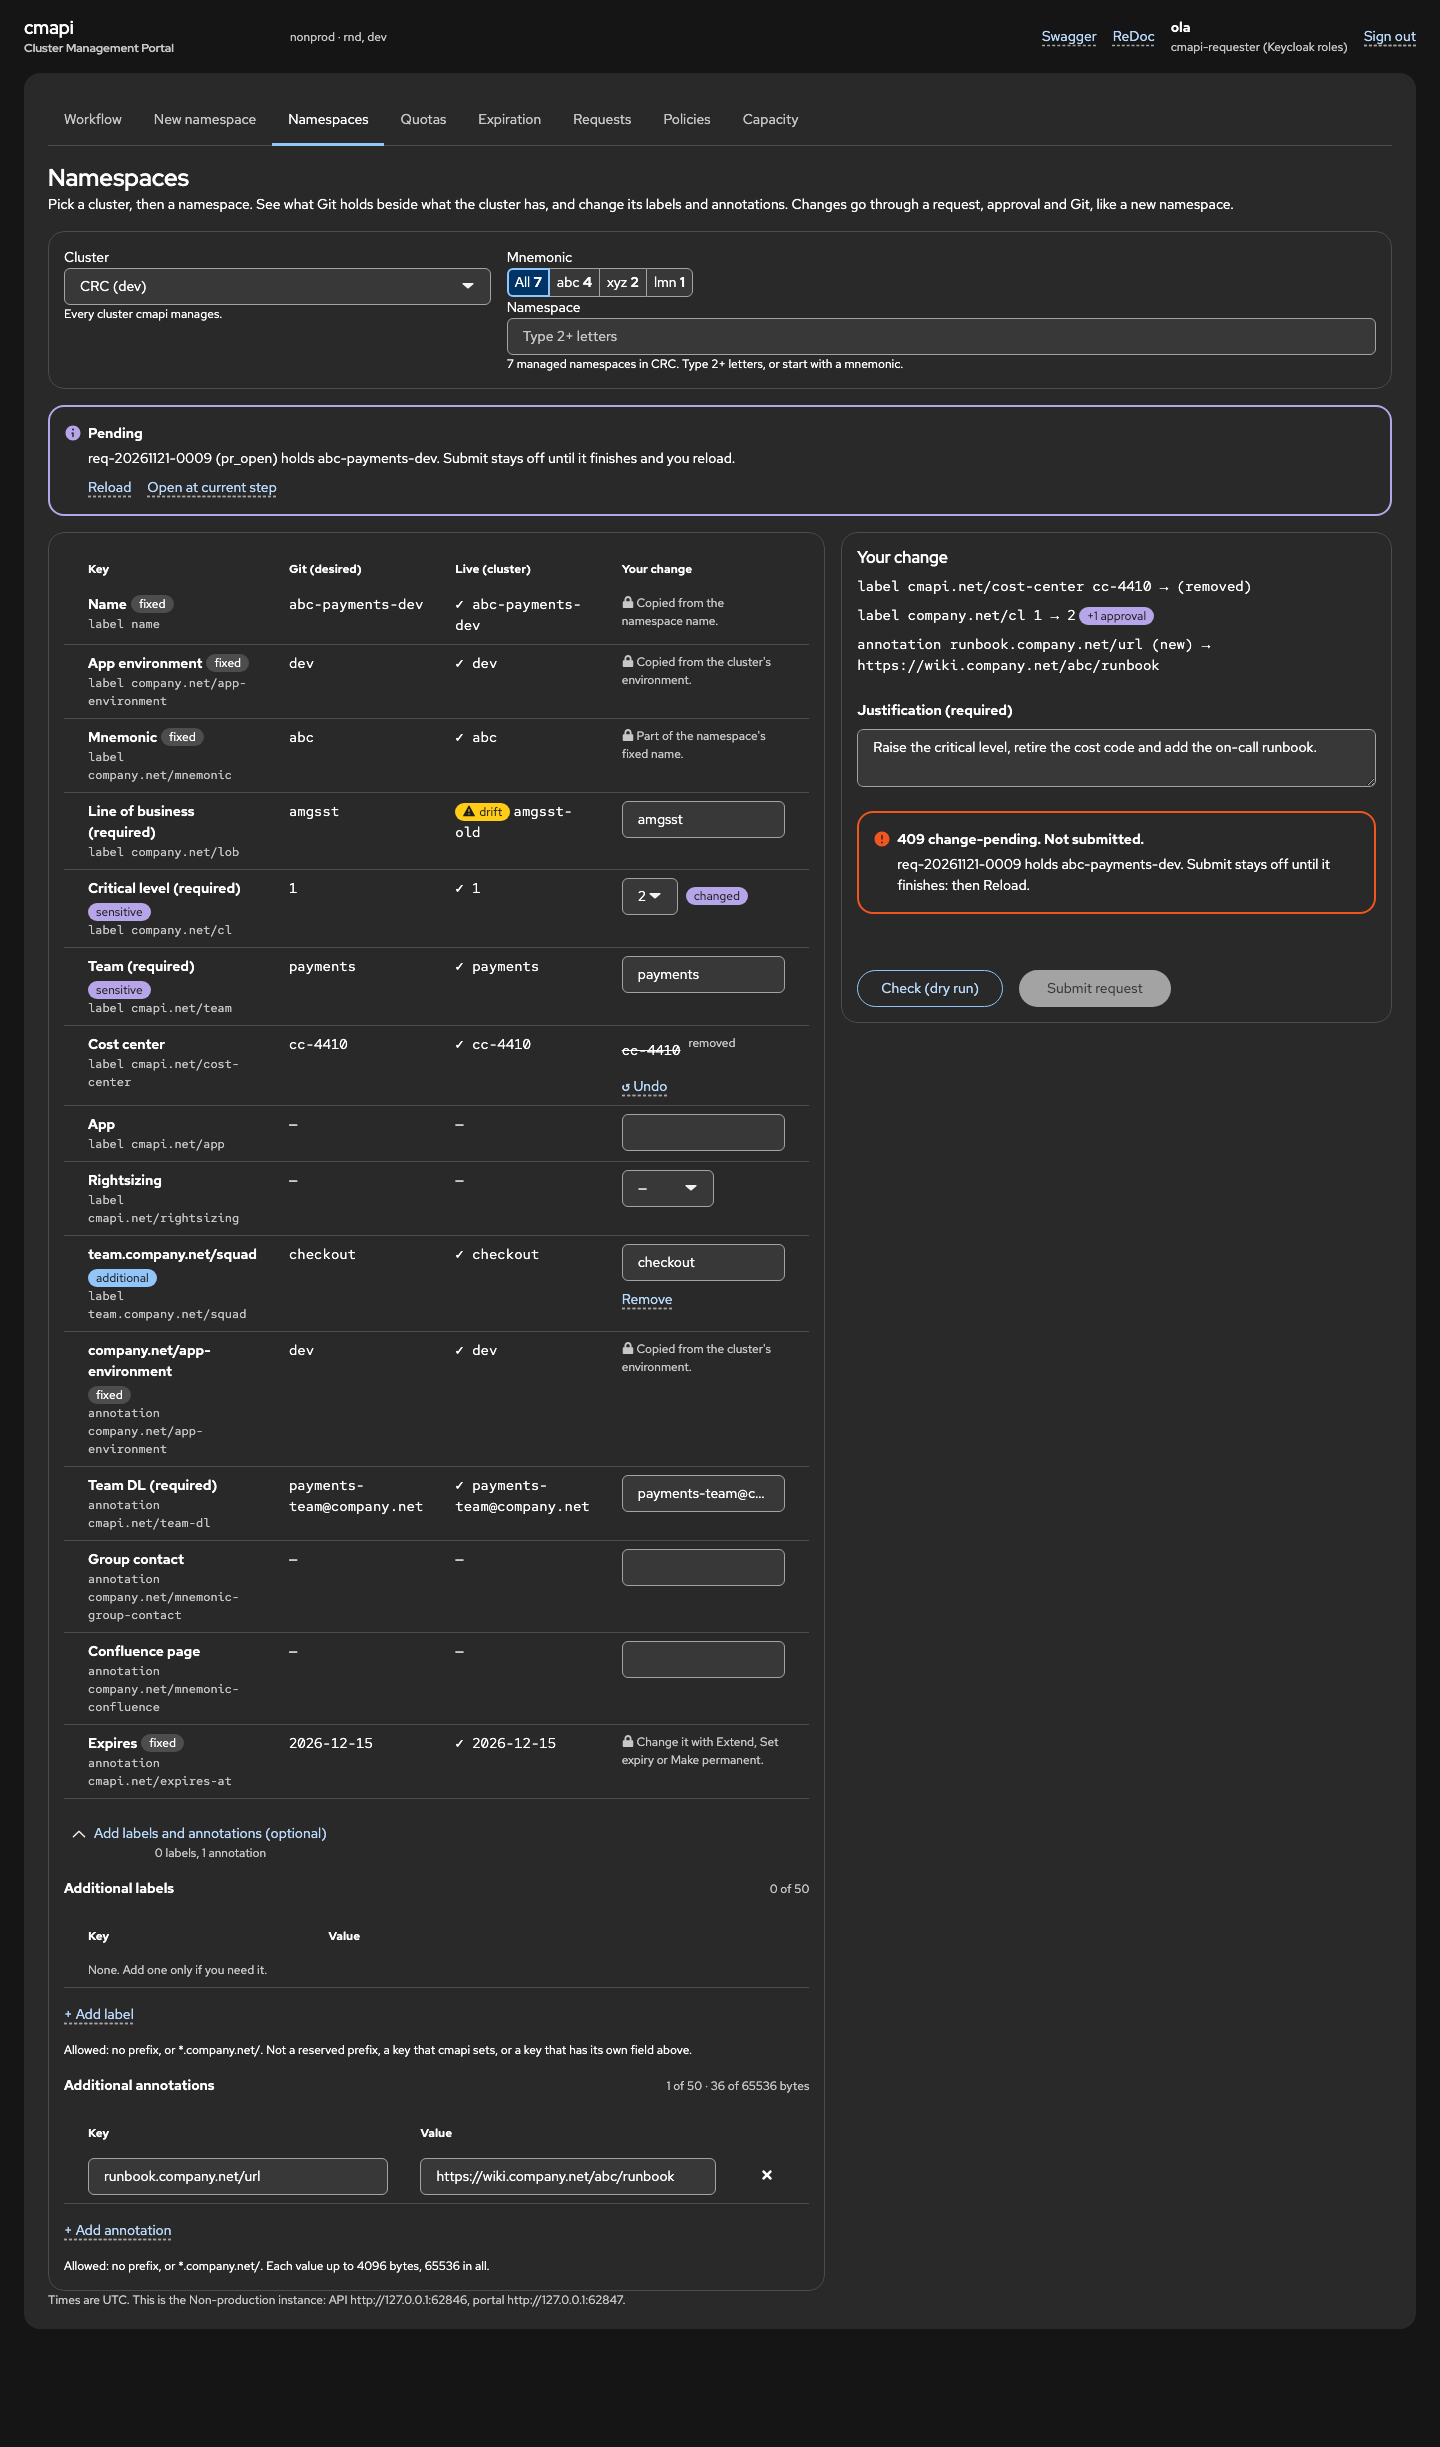 cmapi
Cluster Management Portal
nonprod · rnd, dev
Swagger
ReDoc
ola
cmapi-requester (Keycloak roles)
Sign out
Workflow
New namespace
Namespaces
Quotas
Expiration
Requests
Policies
Capacity
Namespaces
Pick a cluster, then a namespace. See what Git holds beside what the cluster has, and change its labels and annotations. Changes go through a request, approval and Git, like a new namespace.
Cluster
CRC (dev)
Every cluster cmapi manages.
Mnemonic
All 7
abc 4
xyz 2
lmn 1
Namespace
Type 2+ letters
7 managed namespaces in CRC. Type 2+ letters, or start with a mnemonic.
Pending
req-20261121-0009 (pr_open) holds abc-payments-dev. Submit stays off until it finishes and you reload.
Reload
Open at current step
Key
Git (desired)
Live (cluster)
Your change
Name fixed
label name
abc-payments-dev
✓ abc-payments-
dev
Copied from the
namespace name.
App environment fixed
label company.net/app-
environment
dev
✓ dev
Copied from the cluster's
environment.
Mnemonic fixed
label
company.net/mnemonic
abc
✓ abc
Part of the namespace's
fixed name.
Line of business
(required)
label company.net/lob
amgsst
drift amgsst-
old
amgsst
Critical level (required)
sensitive
label company.net/cl
1
✓ 1
2
changed
Team (required)
sensitive
label cmapi.net/team
payments
✓ payments
payments
Cost center
label cmapi.net/cost-
center
cc-4410
✓ cc-4410
cc-4410 removed
↺ Undo
App
label cmapi.net/app
—
—
Rightsizing
label
cmapi.net/rightsizing
—
—
—
team.company.net/squad
additional
label
team.company.net/squad
checkout
✓ checkout
checkout
Remove
company.net/app-
environment
fixed
annotation
company.net/app-
environment
dev
✓ dev
Copied from the cluster's
environment.
Team DL (required)
annotation
cmapi.net/team-dl
payments-
team@company.net
✓ payments-
team@company.net
payments-team@c...
Group contact
annotation
company.net/mnemonic-
group-contact
—
—
Confluence page
annotation
company.net/mnemonic-
confluence
—
—
Expires fixed
annotation
cmapi.net/expires-at
2026-12-15
✓ 2026-12-15
Change it with Extend, Set
expiry or Make permanent.
Add labels and annotations (optional)
0 labels, 1 annotation
Additional labels
0 of 50
Key
Value
None. Add one only if you need it.
+ Add label
Allowed: no prefix, or *.company.net/. Not a reserved prefix, a key that cmapi sets, or a key that has its own field above.
Additional annotations
1 of 50 · 36 of 65536 bytes
Key
Value
runbook.company.net/url
https://wiki.company.net/abc/runbook
+ Add annotation
Allowed: no prefix, or *.company.net/. Each value up to 4096 bytes, 65536 in all.
Your change
label cmapi.net/cost-center cc-4410 → (removed)
label company.net/cl 1 → 2 +1 approval
annotation runbook.company.net/url (new) →
https://wiki.company.net/abc/runbook
Justification (required)
Raise the critical level, retire the cost code and add the on-call runbook.
409 change-pending. Not submitted.
req-20261121-0009 holds abc-payments-dev. Submit stays off until it
finishes: then Reload.
Check (dry run)
Submit request
Times are UTC. This is the Non-production instance: API http://127.0.0.1:62846, portal http://127.0.0.1:62847.